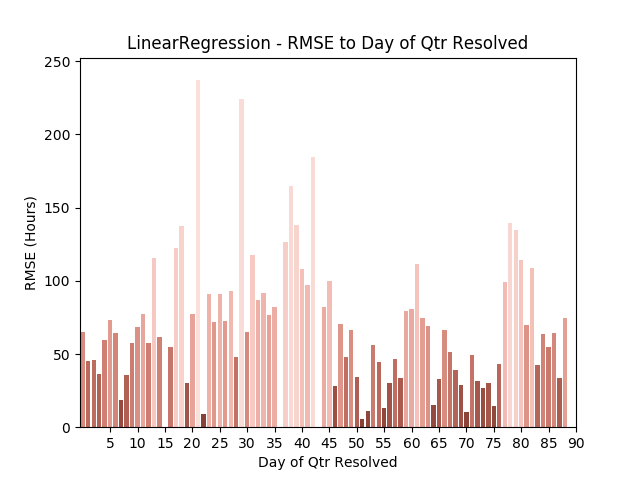 LinearRegression - RMSE to Day of Qtr Resolved
250
200
150
100
50
0
RMSE (Hours)
5 10 15 20 25 30 35 40 45 50 55 60 65 70 75 80 85 90
Day of Qtr Resolved